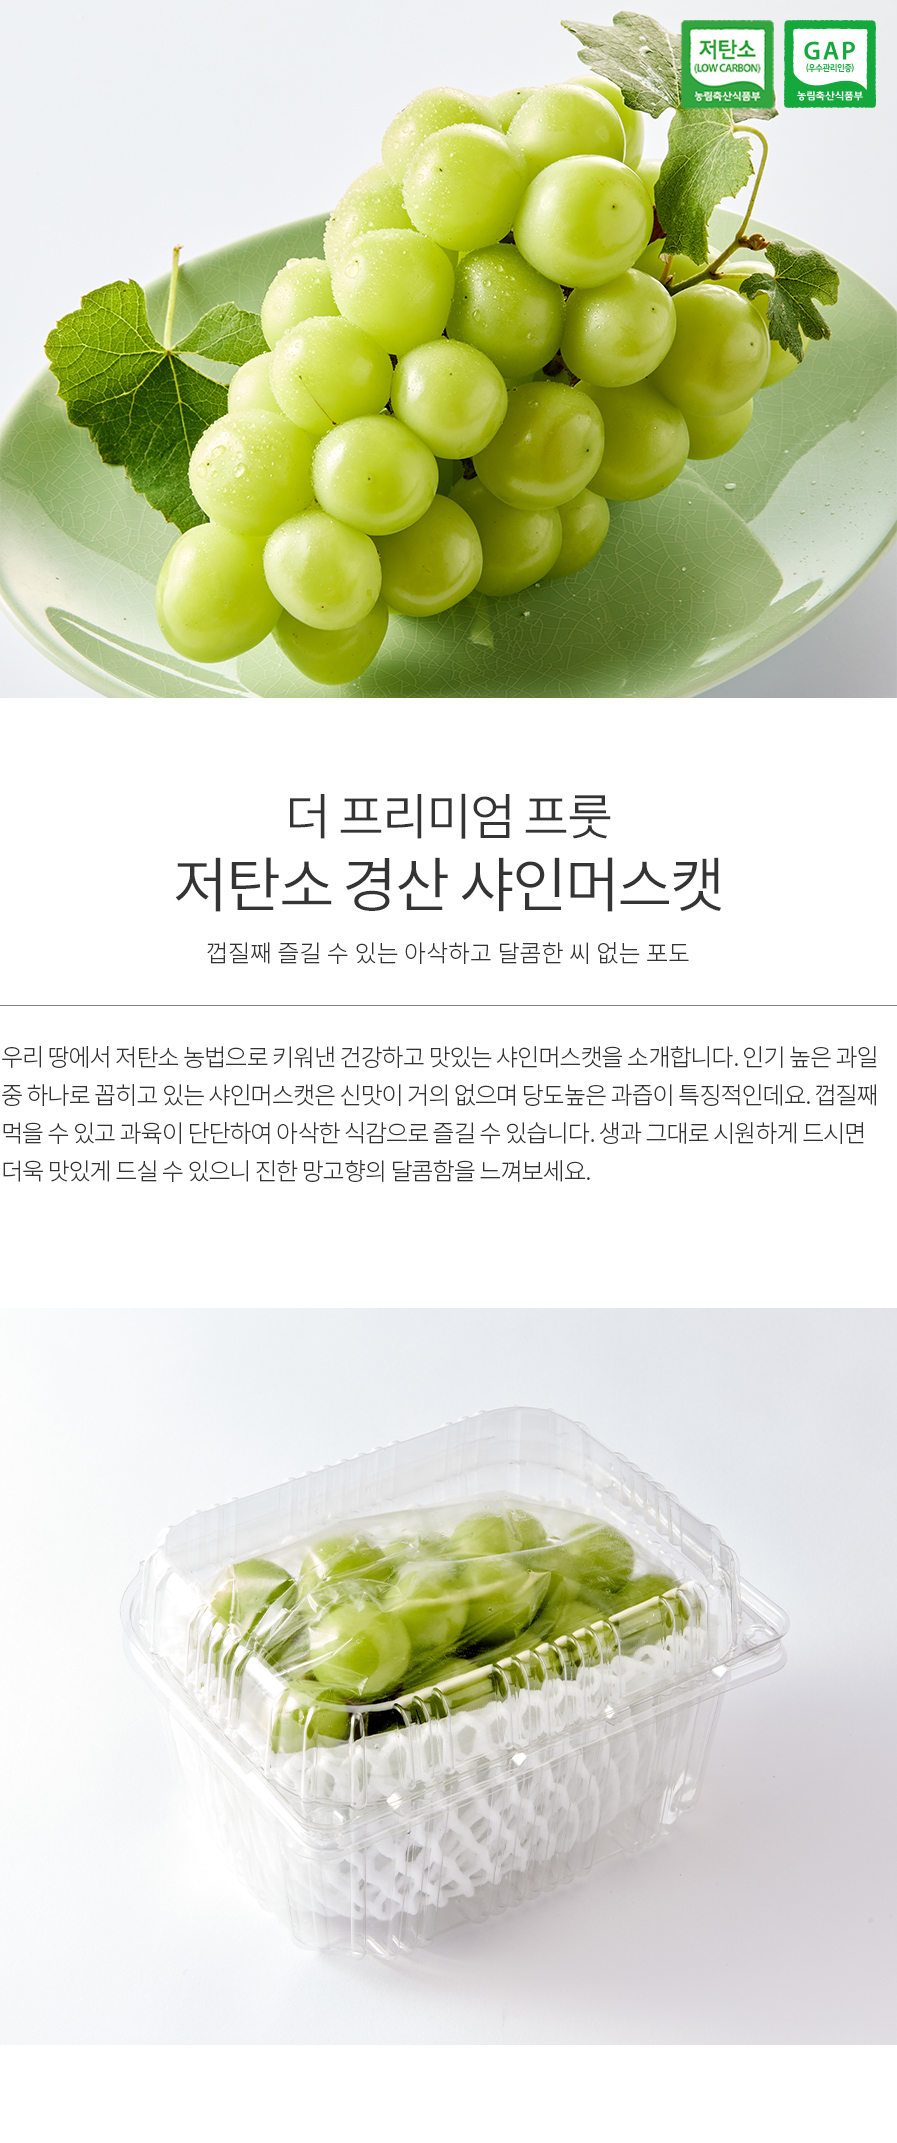 저탄소
(LOW CARBON)
농림축산식품부
GAP
(우수관리인증)
농림축산식품부
더 프리미엄 프룻
저탄소 경산 샤인머스캣
껍질째 즐길 수 있는 아삭하고 달콤한 씨 없는 포도
우리 땅에서 저탄소 농법으로 키워낸 건강하고 맛있는 샤인머스캣을 소개합니다. 인기 높은 과일
중 하나로 꼽히고 있는 샤인머스캣은 신맛이 거의 없으며 당도높은 과즙이 특징적인데요. 껍질째
먹을 수 있고 과육이 단단하여 아삭한 식감으로 즐길 수 있습니다. 생과 그대로 시원하게 드시면
더욱 맛있게 드실 수 있으니 진한 망고향의 달콤함을 느껴보세요.